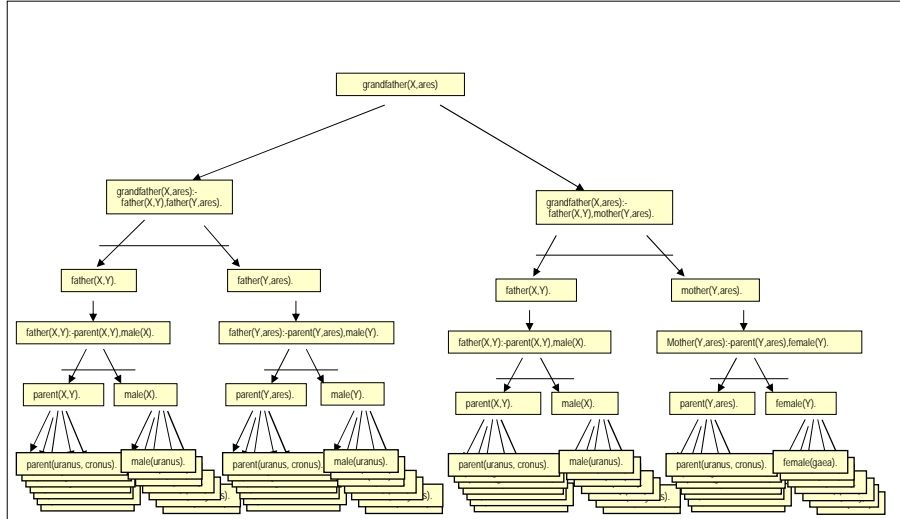 grandfather(X,ares)
grandfather(X,ares):-
father(X,Y),father(Y,ares).
grandfather(X,ares):-
father(X,Y),mother(Y,ares).
father(X,Y).
father(Y,ares).
father(X,Y).
mother(Y,ares).
father(X,Y):-parent(X,Y),male(X).
father(Y,ares):-parent(Y,ares),male(Y).
father(X,Y):-parent(X,Y),male(X).
Mother(Y,ares):-parent(Y,ares),female(Y).
parent(X,Y).
male(X).
parent(Y,ares).
male(Y).
parent(X,Y).
male(X).
parent(Y,ares).
female(Y).
parent(uranus, cronus).
male(uranus).
parent(uranus, cronus).
male(uranus).
parent(uranus, cronus).
male(uranus).
parent(uranus, cronus).
female(gaea).